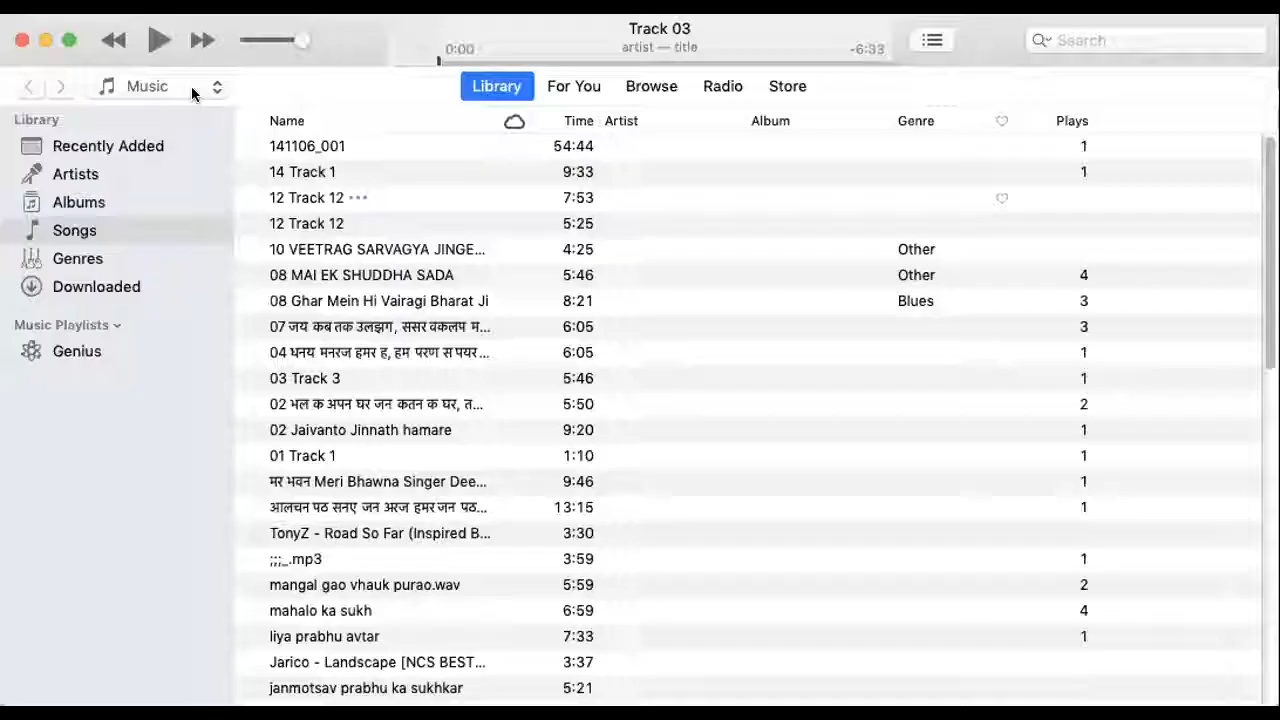 Track 03
artist — title
0:00
-6:33
Search
Music
Library
For You
Browse
Radio
Store
Library
Recently Added
Artists
Albums
Songs
Genres
Downloaded
Music Playlists
Genius
Name Time Artist Album Genre Plays
141106_001 54:44 1
14 Track 1 9:33 1
12 Track 12 ••• 7:53
12 Track 12 5:25
10 VEETRAG SARVAGYA JINGE... 4:25 Other
08 MAI EK SHUDDHA SADA 5:46 Other 4
08 Ghar Mein Hi Vairagi Bharat Ji 8:21 Blues 3
07 जय कब तक उलझग, ससर वकलप म... 6:05 3
04 धनय मनरज हमर ह, हम परण स पयर... 6:05 1
03 Track 3 5:46 1
02 भल क अपन घर जन कतन क घर, त... 5:50 2
02 Jaivanto Jinnath hamare 9:20 1
01 Track 1 1:10 1
मर भवन Meri Bhawna Singer Dee... 9:46 1
आलचन पठ सनए जन अरज हमर जन पठ... 13:15 1
TonyZ - Road So Far (Inspired B... 3:30
;;;_.mp3 3:59 1
mangal gao vhauk purao.wav 5:59 2
mahalo ka sukh 6:59 4
liya prabhu avtar 7:33 1
Jarico - Landscape [NCS BEST... 3:37
janmotsav prabhu ka sukhkar 5:21